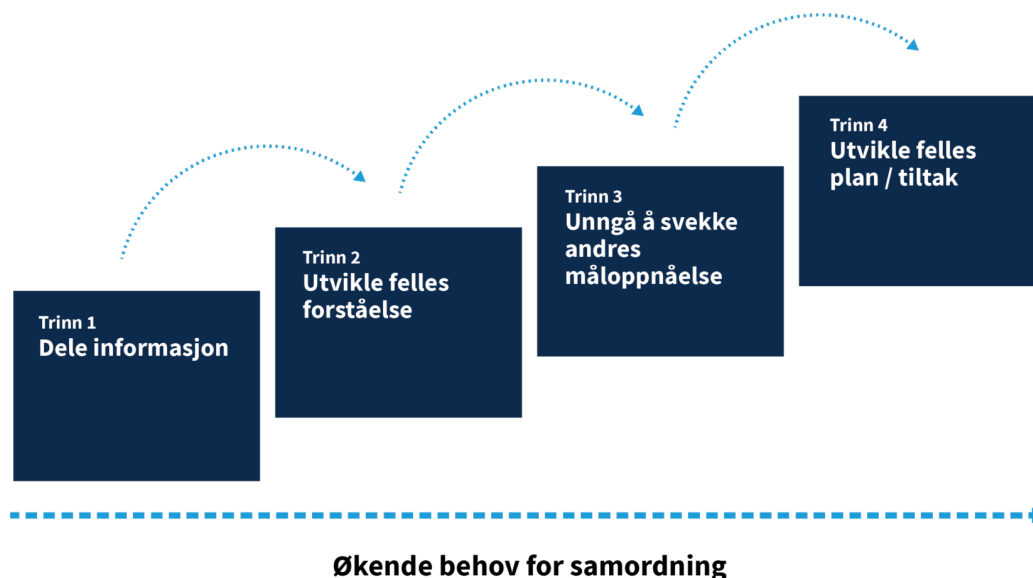 Trinn 1
Dele informasjon
Trinn 2
Utvikle felles
forståelse
Trinn 3
Unngå å svekke
andres
måloppnåelse
Trinn 4
Utvikle felles
plan / tiltak
Økende behov for samordning